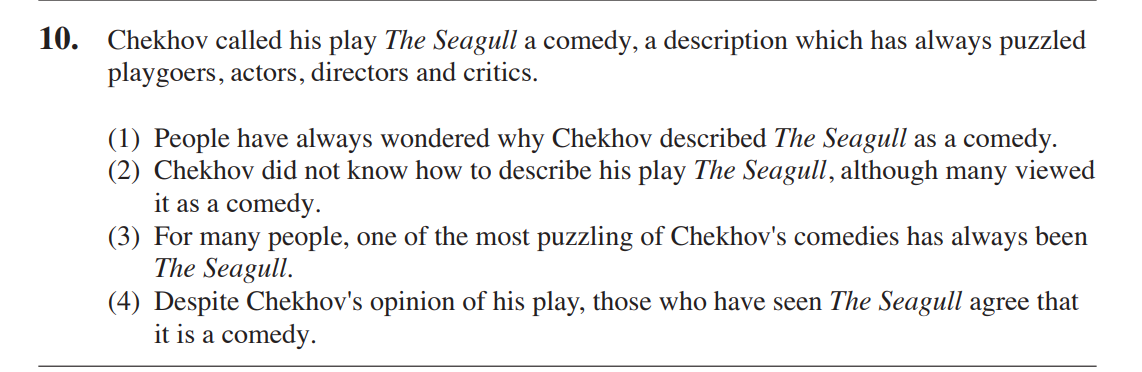 10. Chekhov called his play The Seagull a comedy, a description which has always puzzled
playgoers, actors, directors and critics.
(1) People have always wondered why Chekhov described The Seagull as a comedy.
(2) Chekhov did not know how to describe his play The Seagull, although many viewed
it as a comedy.
(3) For many people, one of the most puzzling of Chekhov's comedies has always been
The Seagull.
(4) Despite Chekhov's opinion of his play, those who have seen The Seagull agree that
it is a comedy.